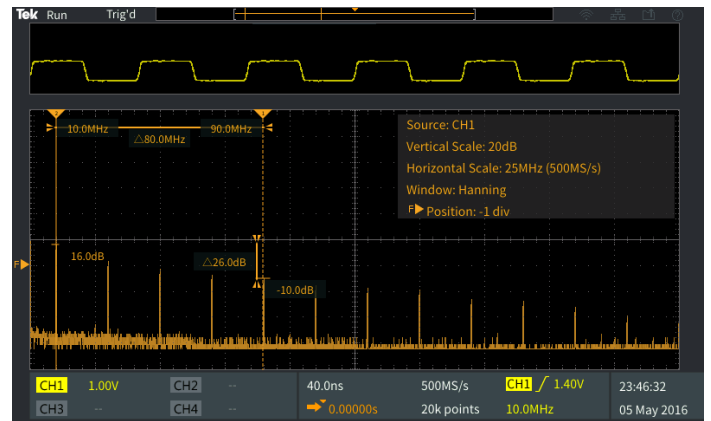 Tek Run Trig'd
10.0MHz 90.0MHz
△80.0MHz
Source: CH1
Vertical Scale: 20dB
Horizontal Scale: 25MHz (500MS/s)
Window: Hanning
F Position: -1 div
16.0dB
△26.0dB
-10.0dB
F
CH1 1.00V CH2 -- 40.0ns 500MS/s CH1 1.40V 23:46:32
CH3 -- CH4 -- 0.00000s 20k points 10.0MHz 05 May 2016